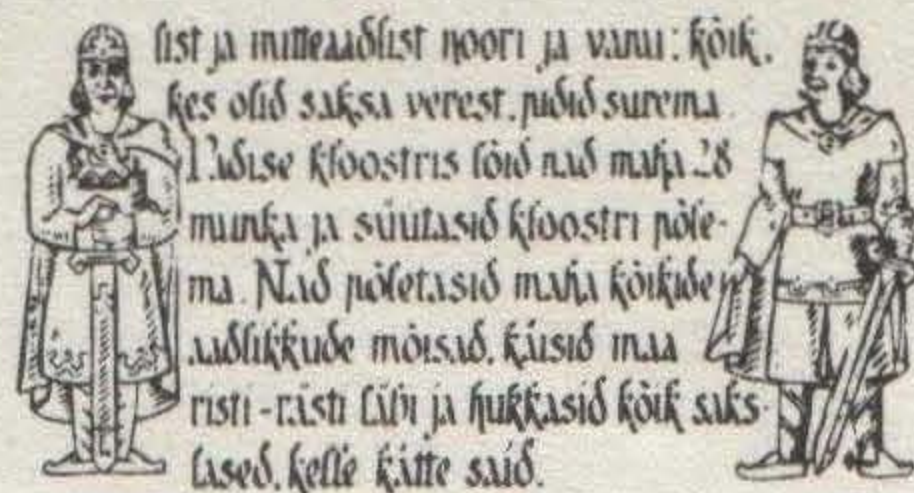 list ja mitteaadlist noori ja vanu: kõik,
kes olid saksa verest, pidid surema.
Padise kloostris lõid nad maha 28
munka ja süütasid kloostri põle-
ma. Nad põletasid maha kõikide
aadlikkude mõisad, käisid maa
risti-rästi läbi ja hukkasid kõik saks-
lased, kelle kätte said.